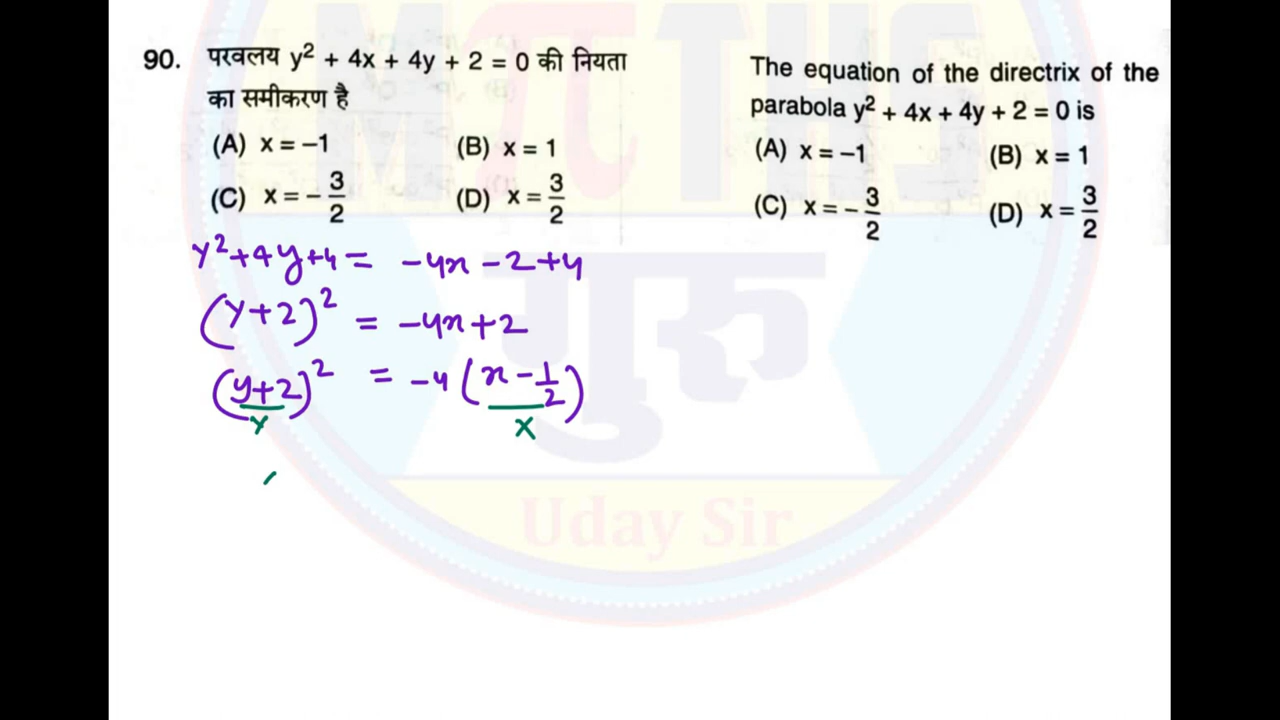 90. परवलय y² + 4x + 4y + 2 = 0 की नियता
का समीकरण है
(A) x = –1 (B) x = 1
(C) x = – 3/2 (D) x = 3/2
The equation of the directrix of the
parabola y² + 4x + 4y + 2 = 0 is
(A) x = –1 (B) x = 1
(C) x = – 3/2 (D) x = 3/2
y²+4y+4 = -4x-2+4
(y+2)² = -4x+2
(y+2)² = -4(x-1/2)
Y X
MπTHS
गुरु
Uday Sir